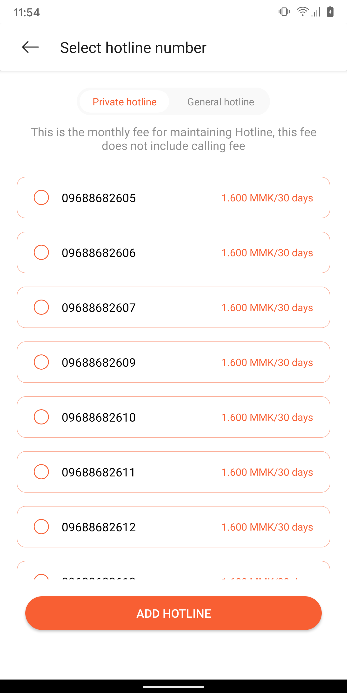 11:54
Select hotline number
Private hotline
General hotline
This is the monthly fee for maintaining Hotline, this fee
does not include calling fee
09688682605 1.600 MMK/30 days
09688682606 1.600 MMK/30 days
09688682607 1.600 MMK/30 days
09688682609 1.600 MMK/30 days
09688682610 1.600 MMK/30 days
09688682611 1.600 MMK/30 days
09688682612 1.600 MMK/30 days
ADD HOTLINE